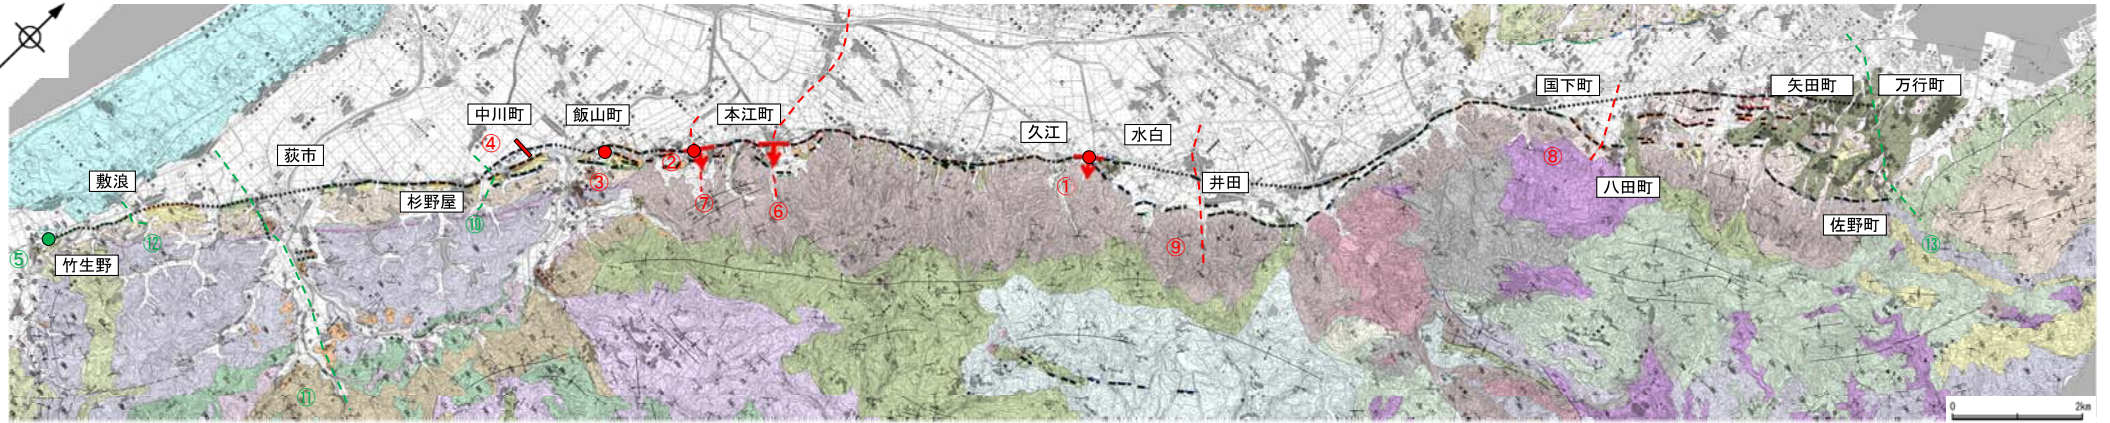 国下町
矢田町
万行町
中川町
飯山町
本江町
久江
水白
④
荻市
②
⑧
敷浪
③
①
井田
八田町
杉野屋
⑦
⑥
⑩
佐野町
⑤
竹生野
⑫
⑨
⑬
⑪
0
2km